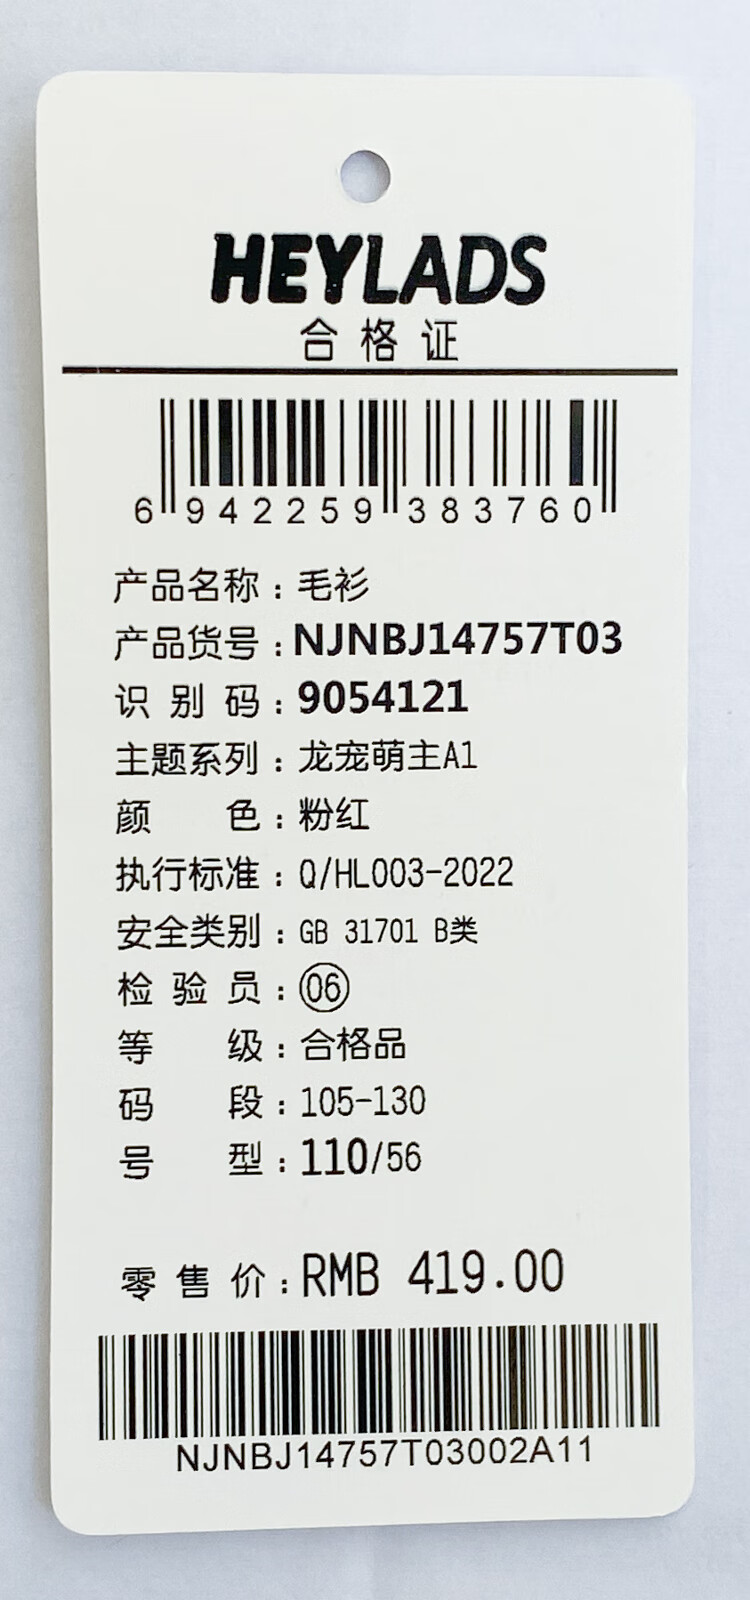 HEYLADS
合格证
6 942259 383760
产品名称：毛衫
产品货号：NJNBJ14757T03
识别码：9054121
主题系列：龙宠萌主A1
颜色：粉红
执行标准：Q/HL003-2022
安全类别：GB 31701 B类
检验员：06
等级：合格品
码段：105-130
号型：110/56
零售价：RMB 419.00
NJNBJ14757T03002A11